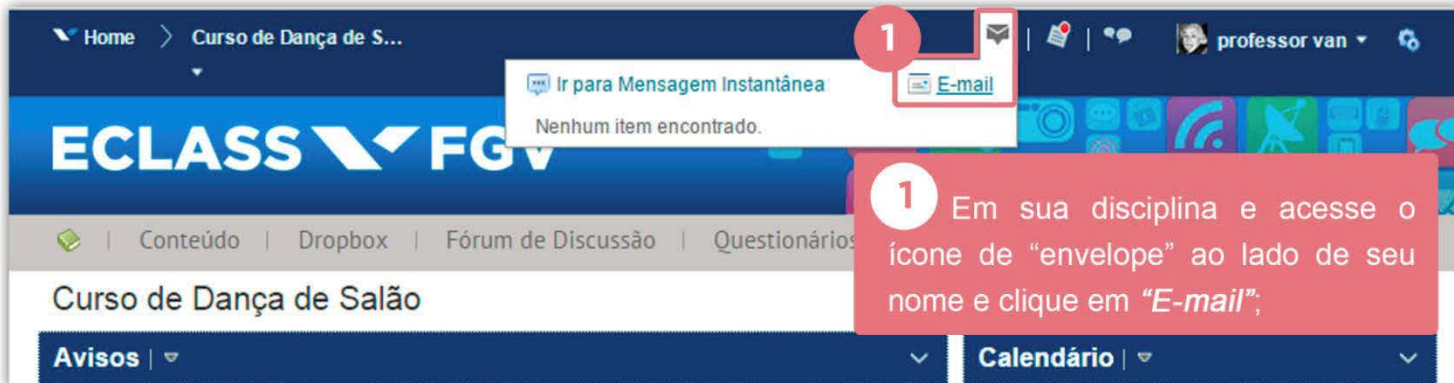 Home > Curso de Dança de S...
1
professor van
Ir para Mensagem Instantânea
E-mail
Nenhum item encontrado.
ECLASS FGV
Conteúdo | Dropbox | Fórum de Discussão | Questionários
1 Em sua disciplina e acesse o
ícone de “envelope” ao lado de seu
nome e clique em “E-mail”;
Curso de Dança de Salão
Avisos
Calendário